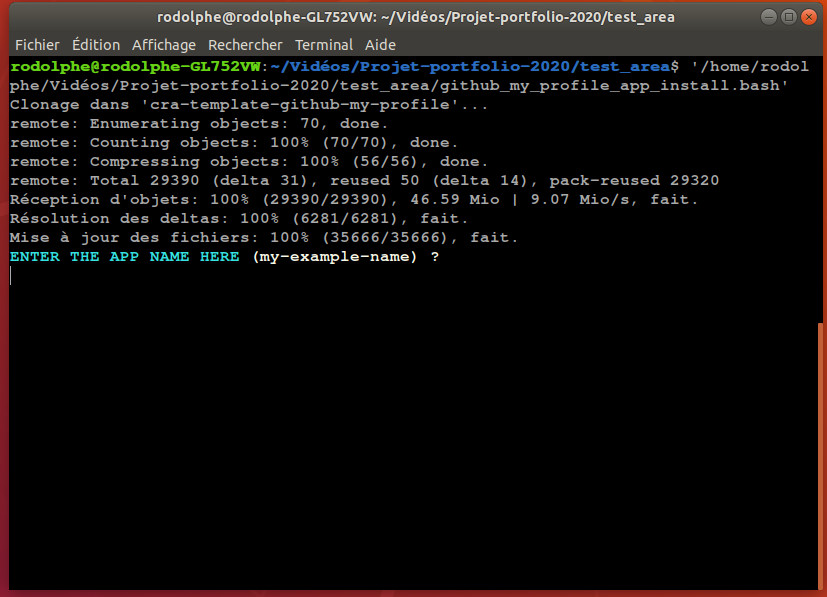 rodolphe@rodolphe-GL752VW: ~/Vidéos/Projet-portfolio-2020/test_area
Fichier Édition Affichage Rechercher Terminal Aide
rodolphe@rodolphe-GL752VW:~/Vidéos/Projet-portfolio-2020/test_area$ '/home/rodol
phe/Vidéos/Projet-portfolio-2020/test_area/github_my_profile_app_install.bash'
Clonage dans 'cra-template-github-my-profile'...
remote: Enumerating objects: 70, done.
remote: Counting objects: 100% (70/70), done.
remote: Compressing objects: 100% (56/56), done.
remote: Total 29390 (delta 31), reused 50 (delta 14), pack-reused 29320
Réception d'objets: 100% (29390/29390), 46.59 Mio | 9.07 Mio/s, fait.
Résolution des deltas: 100% (6281/6281), fait.
Mise à jour des fichiers: 100% (35666/35666), fait.
ENTER THE APP NAME HERE (my-example-name) ?